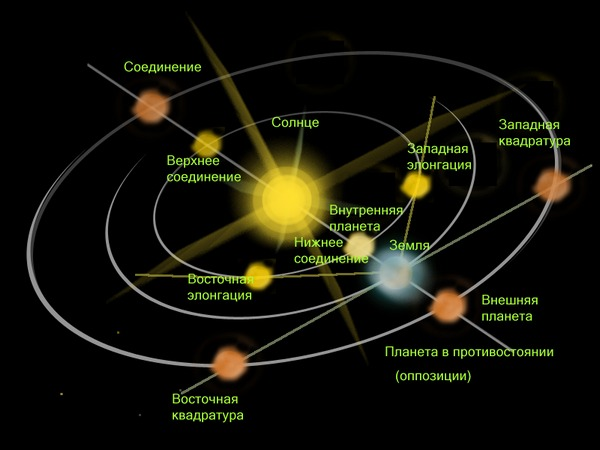 Соединение
Солнце
Западная
квадратура
Верхнее
соединение
Западная
элонгация
Внутренняя
планета
Нижнее
соединение
Земля
Восточная
элонгация
Внешняя
планета
Планета в противостоянии
(оппозиции)
Восточная
квадратура